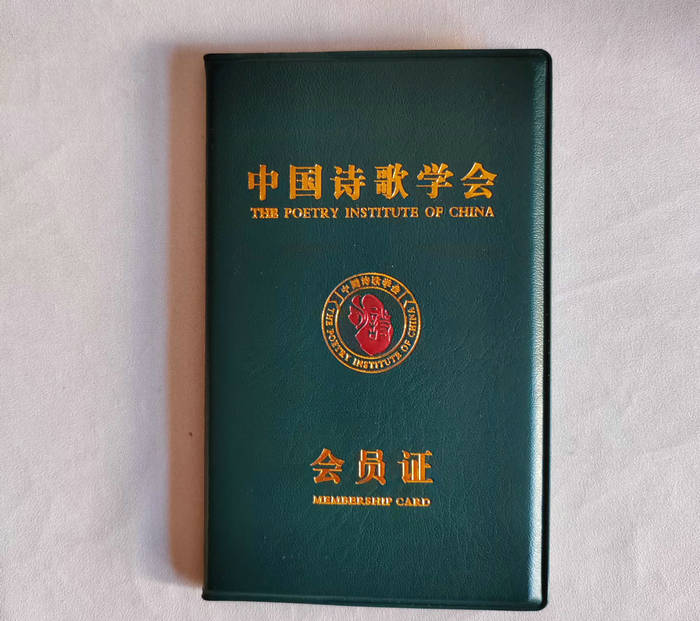 中国诗歌学会
THE POETRY INSTITUTE OF CHINA
中国诗歌学会
THE POETRY INSTITUTE OF CHINA
会员证
MEMBERSHIP CARD